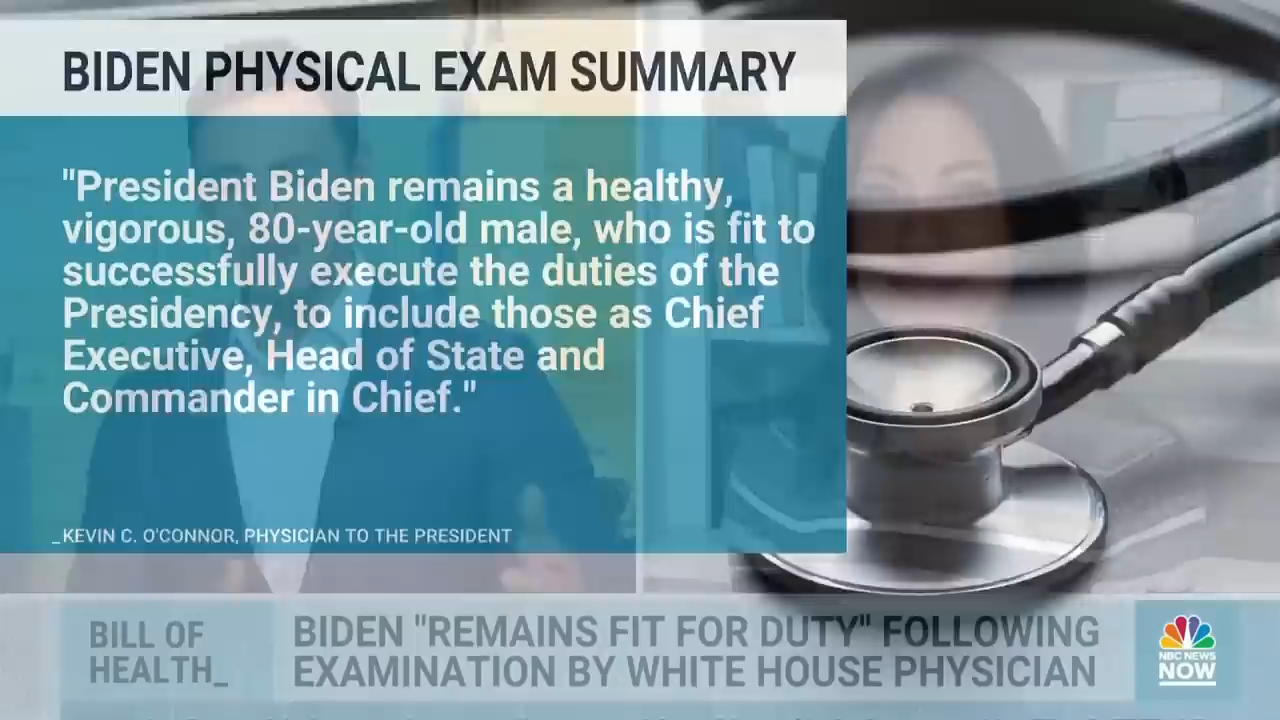 BIDEN PHYSICAL EXAM SUMMARY
"President Biden remains a healthy,
vigorous, 80-year-old male, who is fit to
successfully execute the duties of the
Presidency, to include those as Chief
Executive, Head of State and
Commander in Chief."
_KEVIN C. O'CONNOR, PHYSICIAN TO THE PRESIDENT
BILL OF
HEALTH_
BIDEN "REMAINS FIT FOR DUTY" FOLLOWING
EXAMINATION BY WHITE HOUSE PHYSICIAN
NBC NEWS
NOW